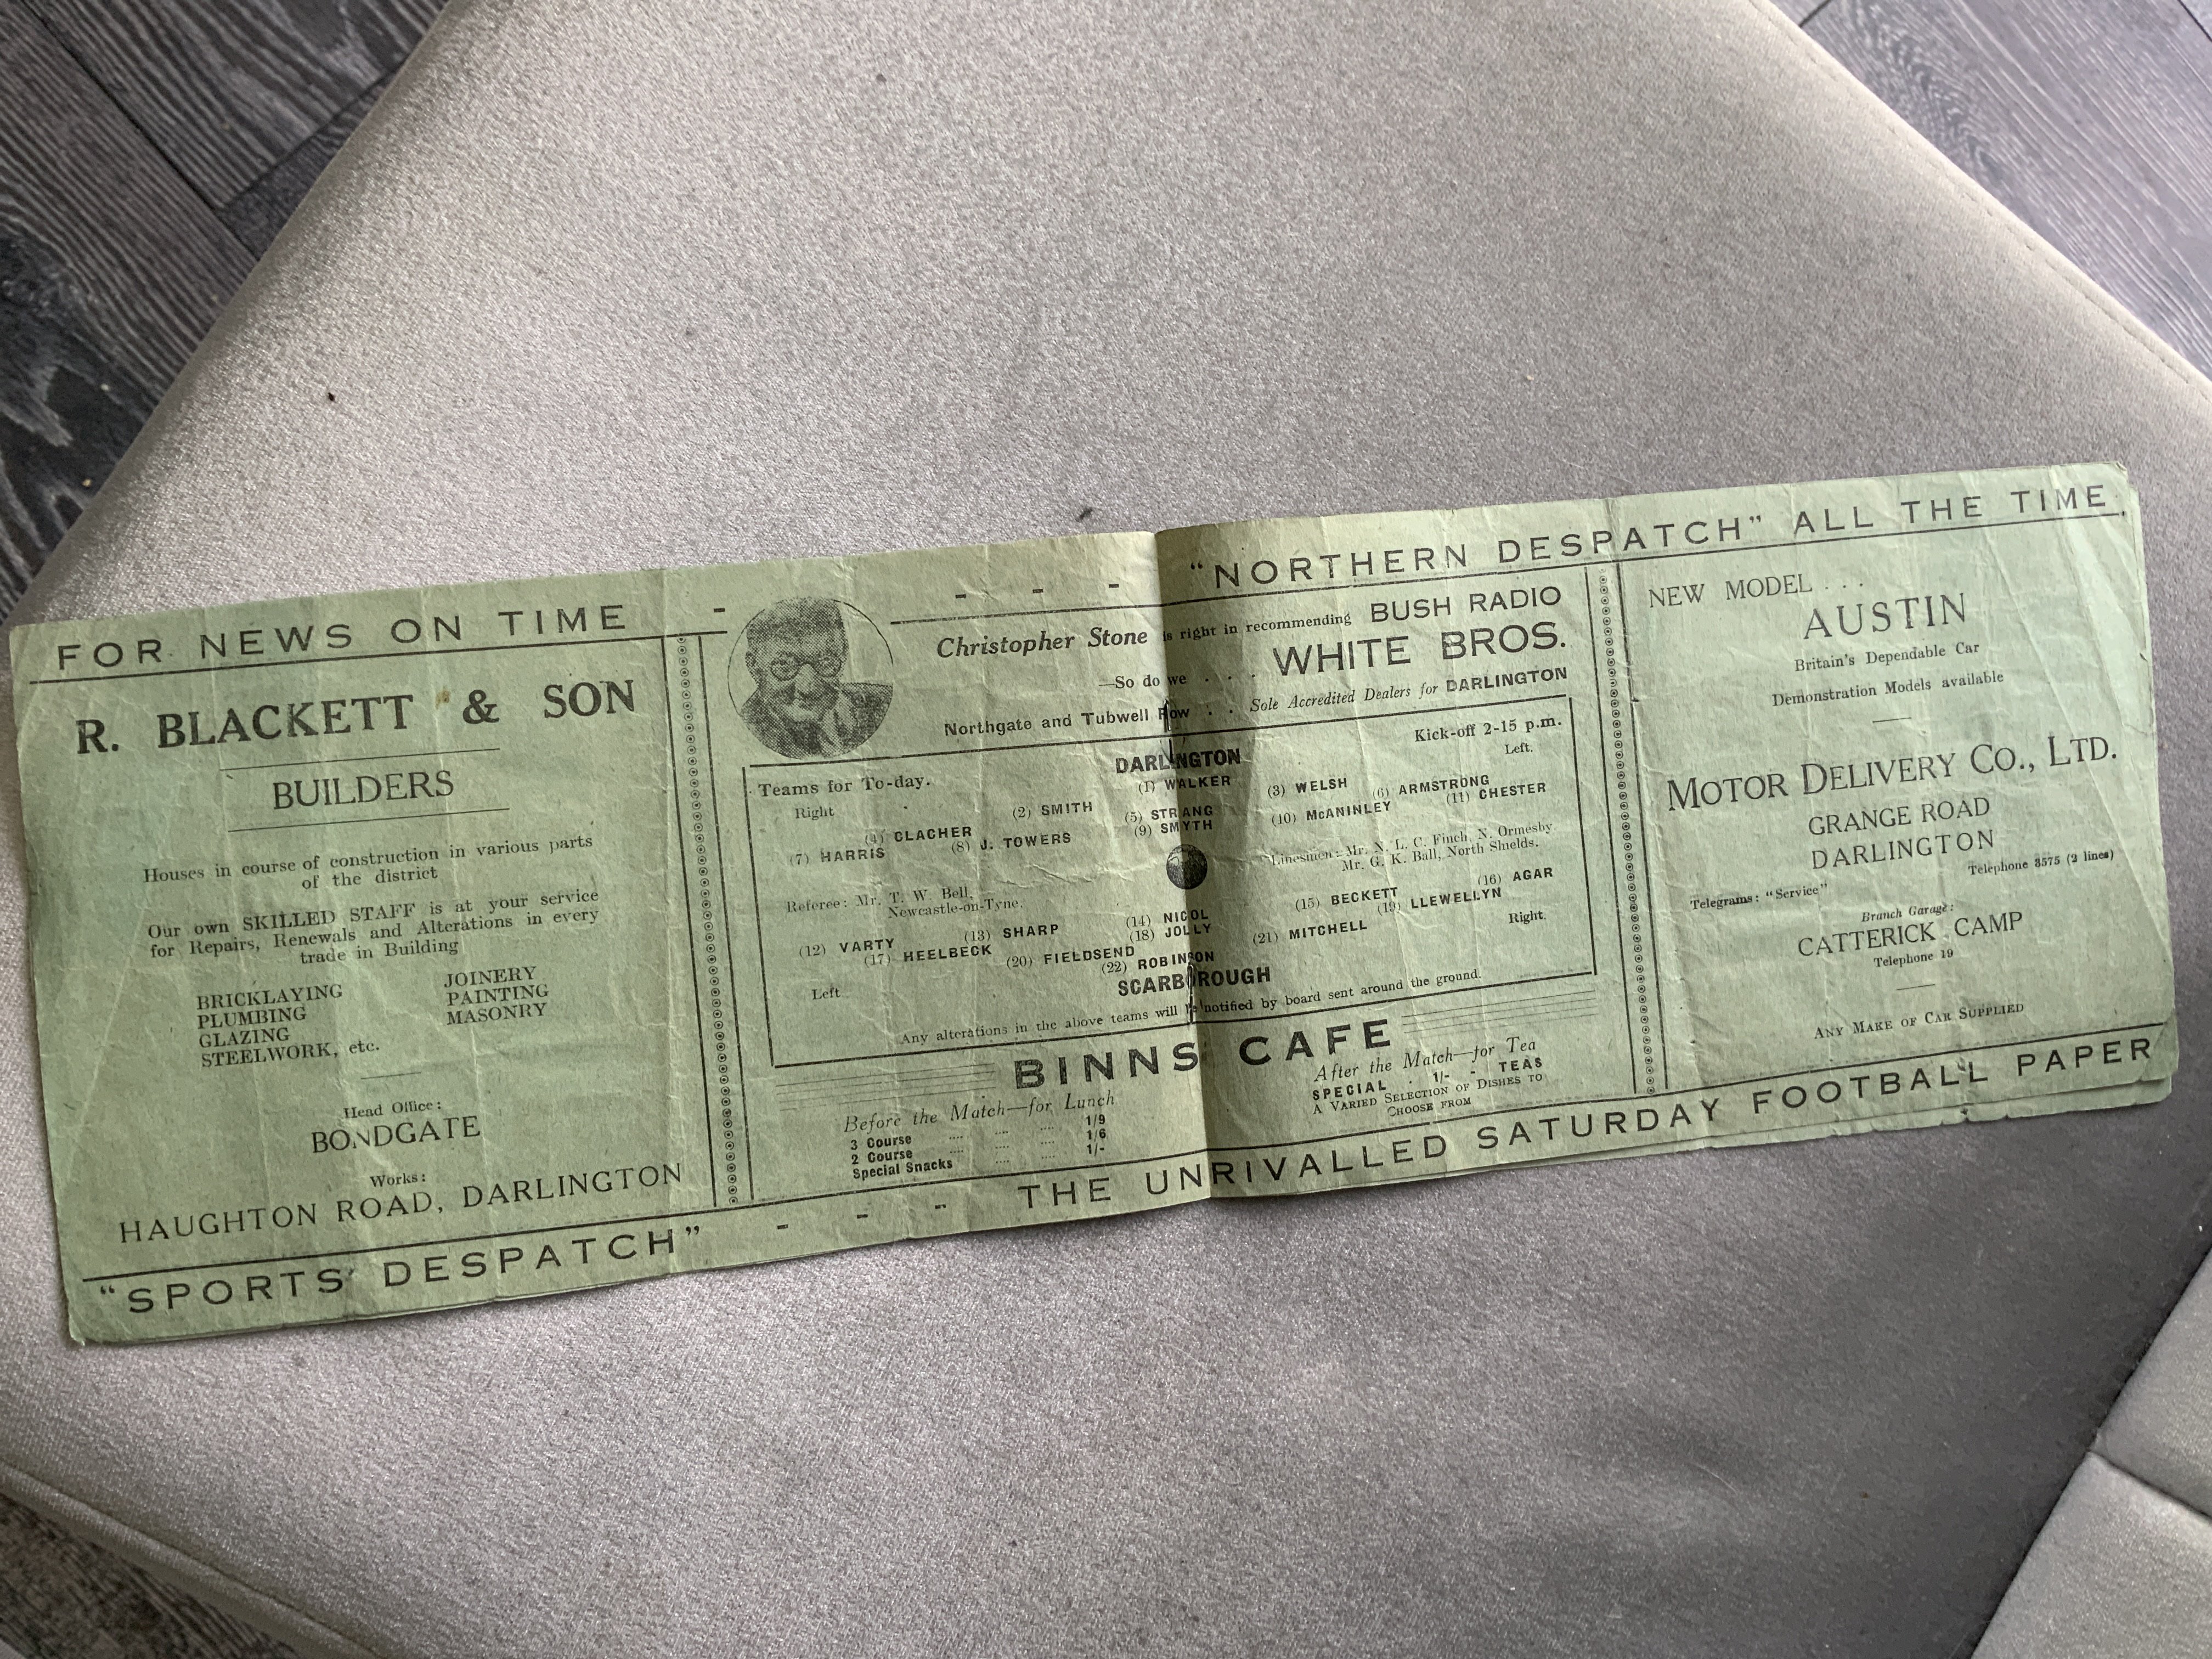 FOR NEWS ON TIME - - - - "NORTHERN DESPATCH" ALL THE TIME.
R. BLACKETT & SON
BUILDERS
Houses in course of construction in various parts
of the district
Our own SKILLED STAFF is at your service
for Repairs, Renewals and Alterations in every
trade in Building
BRICKLAYING
PLUMBING
GLAZING
STEELWORK, etc.
JOINERY
PAINTING
MASONRY
Head Office:
BONDGATE
Works:
HAUGHTON ROAD, DARLINGTON
Christopher Stone is right in recommending BUSH RADIO
—So do we . . . . WHITE BROS.
Northgate and Tubwell Row . . Sole Accredited Dealers for DARLINGTON
Kick-off 2-15 p.m.
Teams for To-day.
DARLINGTON
Left.
Right
(1) WALKER
(2) SMITH
(3) WELSH
(4) CLACHER
(5) STRANG
(6) ARMSTRONG
(7) HARRIS
(8) J. TOWERS
(9) SMYTH
(10) McANINLEY
(11) CHESTER
Referee: Mr. T. W. Bell,
Newcastle-on-Tyne.
Linesmen: Mr. N. L. C. Finch, N. Ormesby
Mr. G. K. Ball, North Shields.
(12) VARTY
(13) SHARP
(14) NICOL
(15) BECKETT
(16) AGAR
(17) HEELBECK
(18) JOLLY
(19) LLEWELLYN
(20) FIELDSEND
(21) MITCHELL
(22) ROBINSON
Left
Right.
SCARBOROUGH
Any alterations in the above teams will be notified by board sent around the ground.
BINNS CAFE
Before the Match—for Lunch
3 Course .... .... .... 1/9
2 Course .... .... .... 1/6
Special Snacks .... .... 1/-
After the Match—for Tea
SPECIAL - 1/- - TEAS
A VARIED SELECTION OF DISHES TO
CHOOSE FROM
NEW MODEL . . .
AUSTIN
Britain's Dependable Car
Demonstration Models available
MOTOR DELIVERY CO., LTD.
GRANGE ROAD
DARLINGTON
Telegrams: "Service" Telephone 3575 (2 lines)
Branch Garage:
CATTERICK CAMP
Telephone 19
ANY MAKE OF CAR SUPPLIED
"SPORTS DESPATCH" - - - THE UNRIVALLED SATURDAY FOOTBALL PAPER